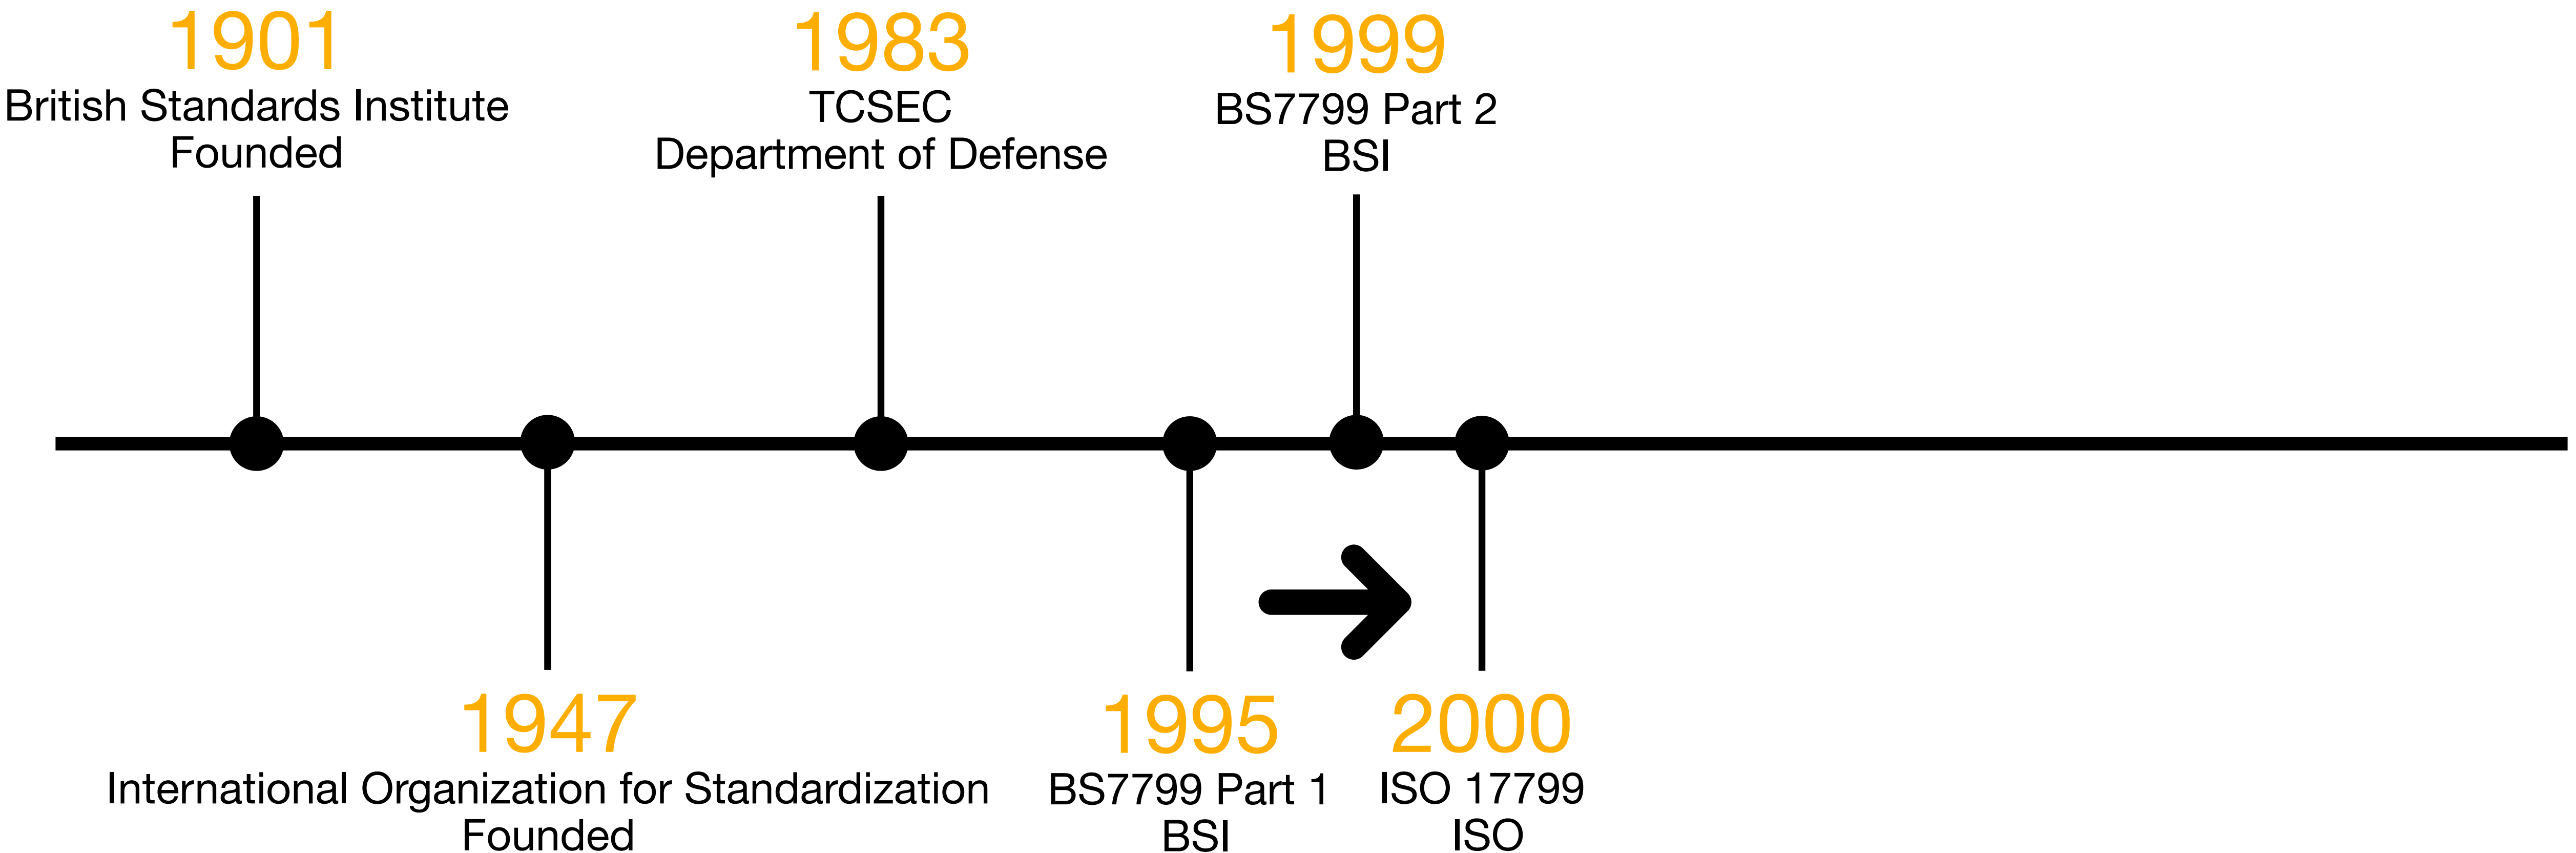 1901
British Standards Institute
Founded
1983
TCSEC
Department of Defense
1999
BS7799 Part 2
BSI
1947
International Organization for Standardization
Founded
1995
BS7799 Part 1
BSI
2000
ISO 17799
ISO